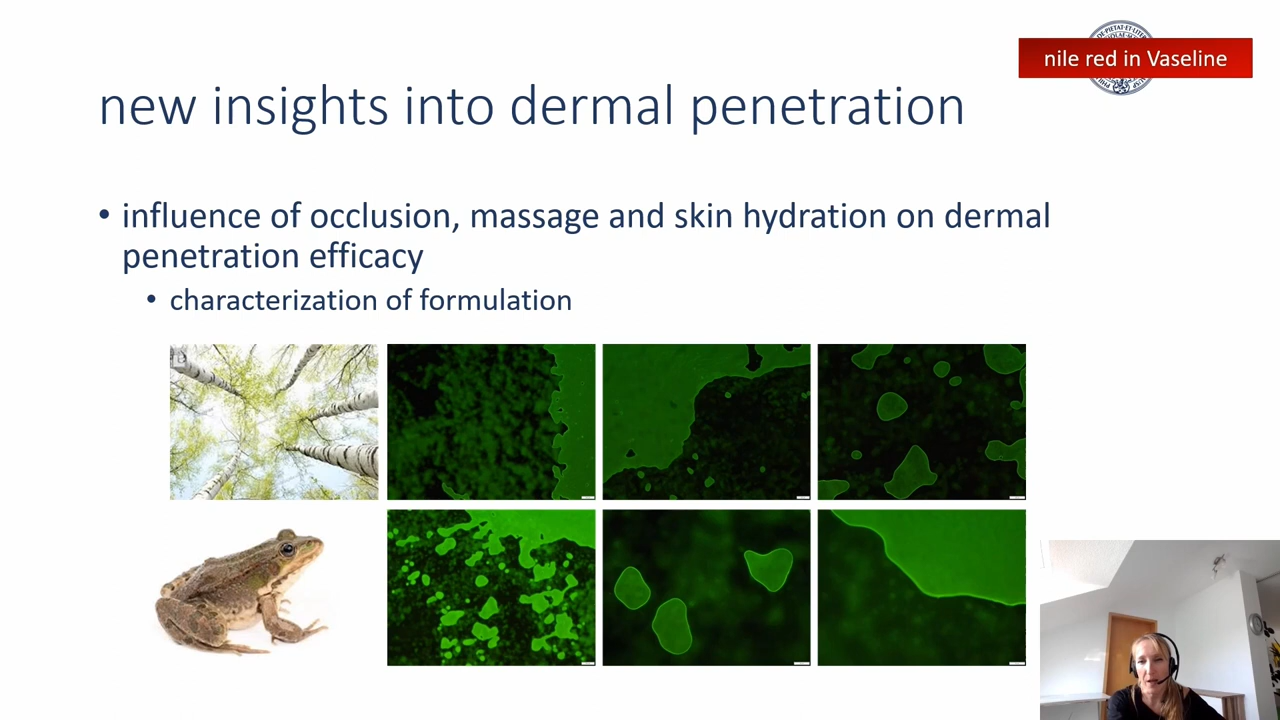 nile red in Vaseline
new insights into dermal penetration
• influence of occlusion, massage and skin hydration on dermal
penetration efficacy
• characterization of formulation